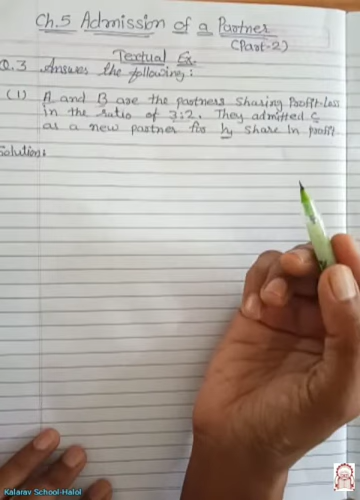 Ch.5 Admission of a Partner
(Part-2)
Textual Ex.
Q.3 Answer the following:
(1) A and B are the partners sharing Profit-Loss
in the ratio of 3:2. They admitted C
as a new partner for share in profit.
Solution:
Kalarav School-Halol